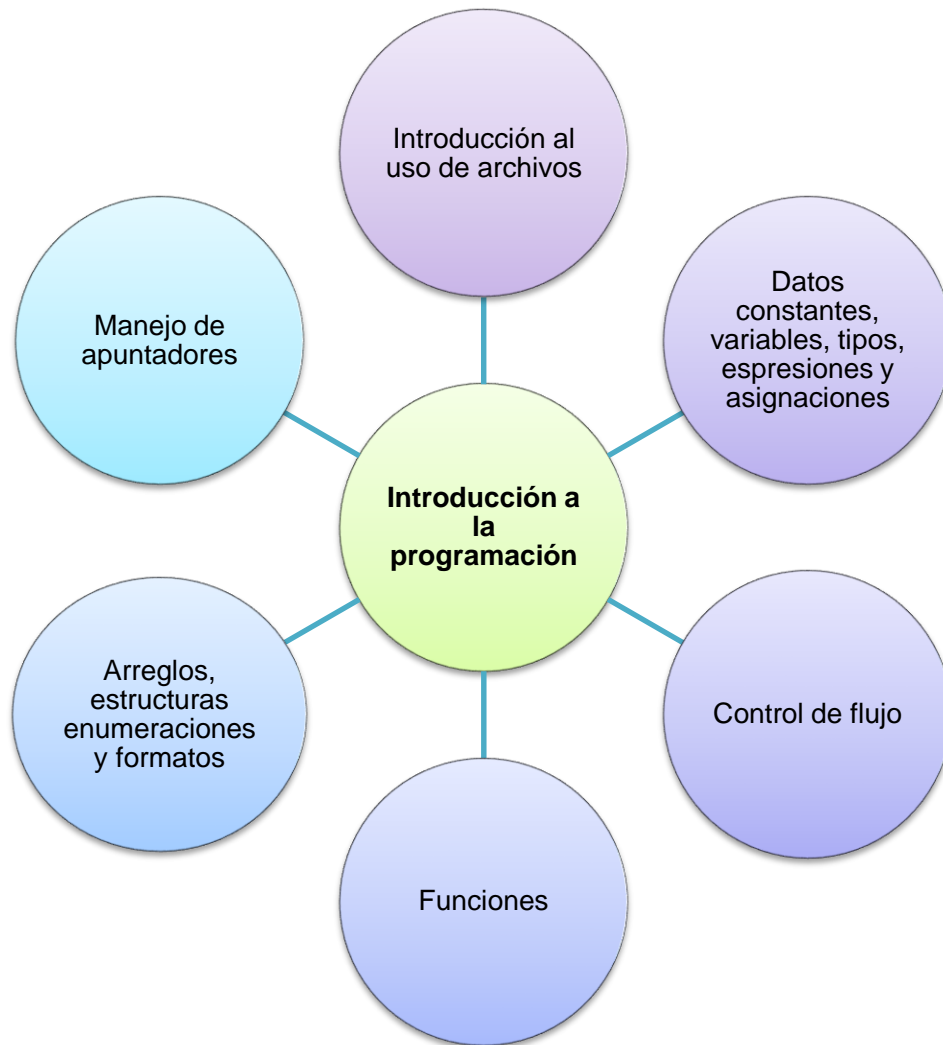 Introducción al
uso de archivos
Manejo de
apuntadores
Datos
constantes,
variables, tipos,
espresiones y
asignaciones
Introducción a
la
programación
Arreglos,
estructuras
enumeraciones
y formatos
Control de flujo
Funciones